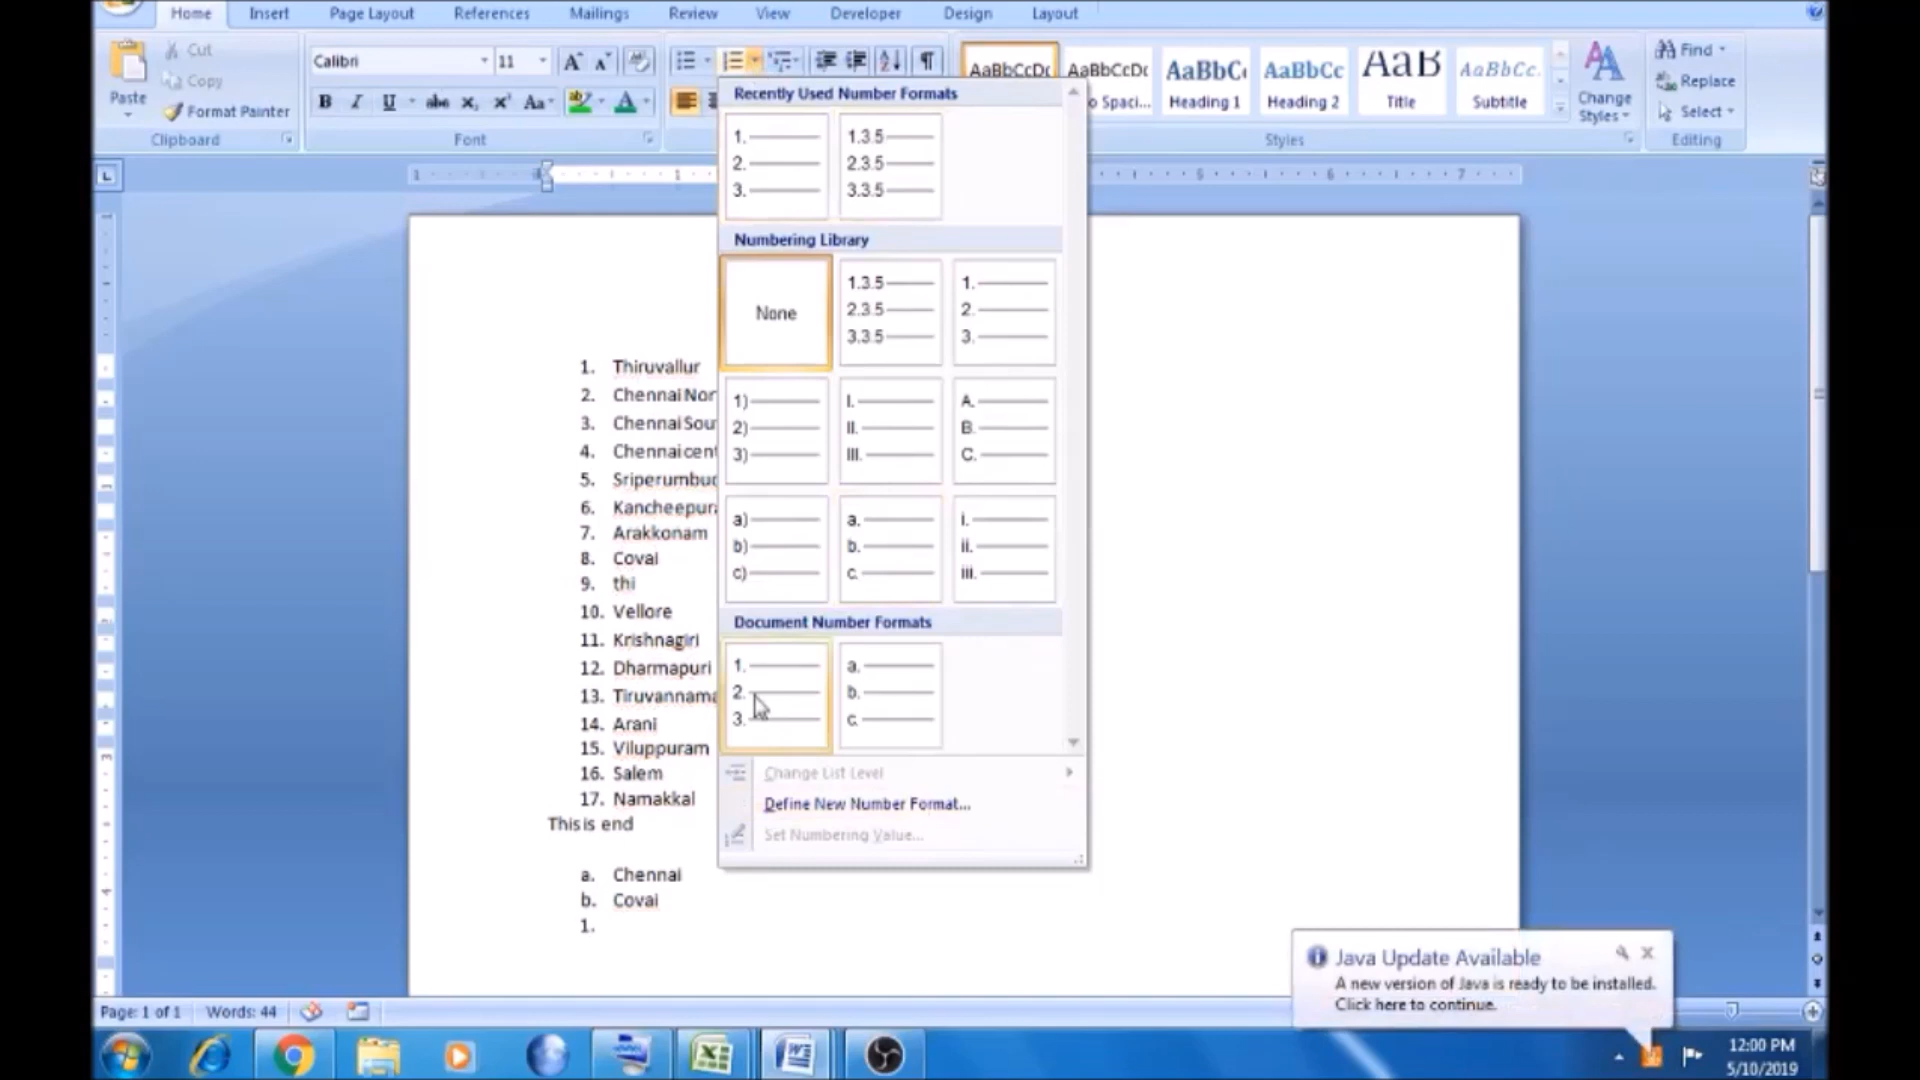 Home Insert Page Layout References Mailings Review View Developer Design Layout
Paste
Cut
Copy
Format Painter
Clipboard
Calibri 11
B I U abc x₂ x² Aa
Font
AaBbCcDc
AaBbCcDc
o Spaci...
AaBbC
Heading 1
AaBbCc
Heading 2
AaB
Title
AaBbCc.
Subtitle
Change
Styles
Styles
Find
Replace
Select
Editing
Recently Used Number Formats
1.
2.
3.
1.3.5
2.3.5
3.3.5
Numbering Library
None
1.3.5
2.3.5
3.3.5
1.
2.
3.
1)
2)
3)
I.
II.
III.
A.
B.
C.
a)
b)
c)
a.
b.
c.
i.
ii.
iii.
Document Number Formats
1.
2.
3.
a.
b.
c.
Change List Level
Define New Number Format...
Set Numbering Value...
1. Thiruvallur
2. Chennai Nor
3. Chennai Sou
4. Chennai cent
5. Sriperumbud
6. Kancheepura
7. Arakkonam
8. Covai
9. thi
10. Vellore
11. Krishnagiri
12. Dharmapuri
13. Tiruvannama
14. Arani
15. Viluppuram
16. Salem
17. Namakkal
This is end
a. Chennai
b. Covai
1.
Java Update Available
A new version of Java is ready to be installed.
Click here to continue.
Page: 1 of 1 Words: 44
12:00 PM
5/10/2019